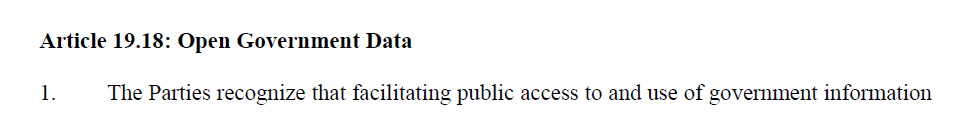 Article 19.18: Open Government Data
1. The Parties recognize that facilitating public access to and use of government information